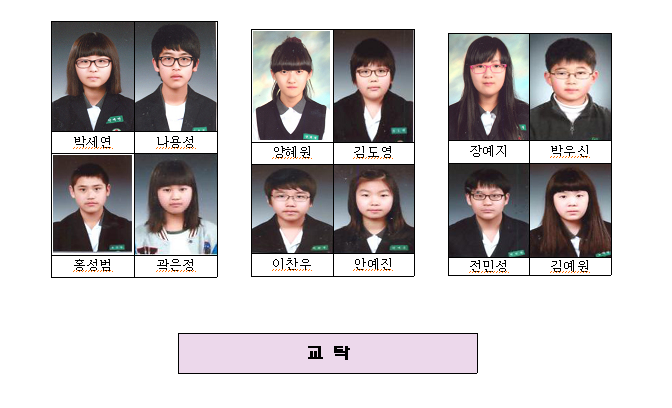 박세연 나용성
양혜원 김도영
장예지 박우신
홍성범 곽은정
이찬우 안예진
전민성 김예원
교 탁